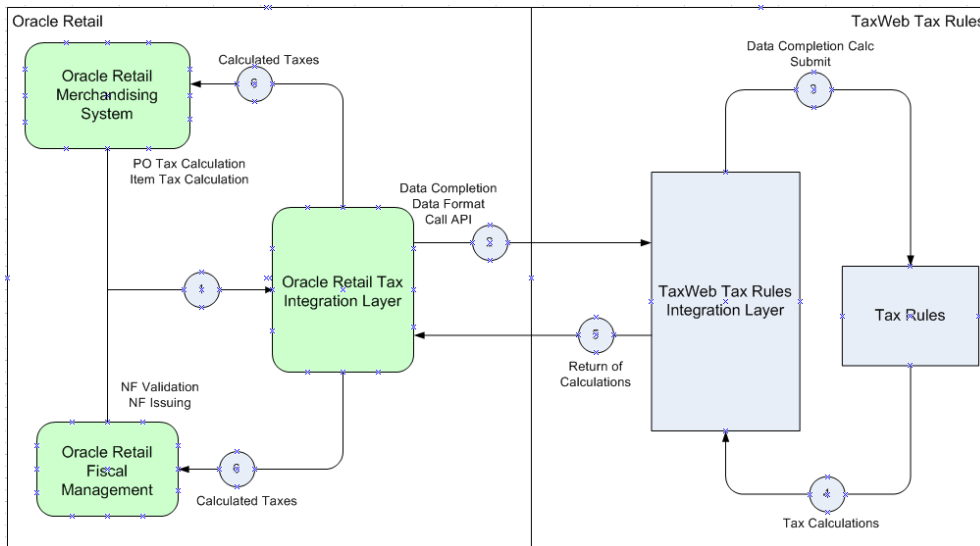 Oracle Retail
TaxWeb Tax Rules
Oracle Retail
Merchandising
System
Calculated Taxes
6
Data Completion Calc
Submit
3
PO Tax Calculation
Item Tax Calculation
Data Completion
Data Format
Call API
2
1
Oracle Retail Tax
Integration Layer
TaxWeb Tax Rules
Integration Layer
Tax Rules
5
Return of
Calculations
NF Validation
NF Issuing
Oracle Retail
Fiscal
Management
6
Calculated Taxes
4
Tax Calculations